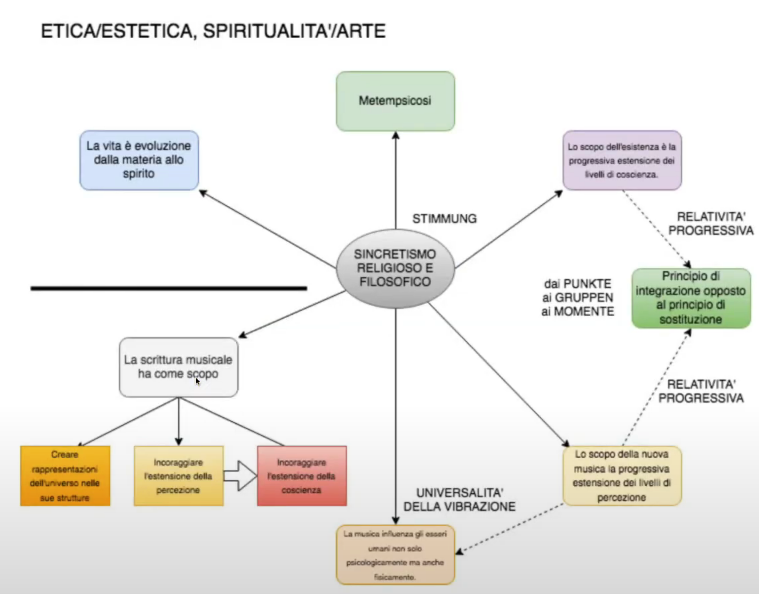 ETICA/ESTETICA, SPIRITUALITA'/ARTE
Metempsicosi
La vita è evoluzione
dalla materia allo
spirito
Lo scopo dell'esistenza è la
progressiva estensione dei
livelli di coscienza.
STIMMUNG
RELATIVITA'
PROGRESSIVA
SINCRETISMO
RELIGIOSO E
FILOSOFICO
dai PUNKTE
ai GRUPPEN
ai MOMENTE
Principio di
integrazione opposto
al principio di
sostituzione
La scrittura musicale
ha come scopo
RELATIVITA'
PROGRESSIVA
Creare
rappresentazioni
dell'universo nelle
sue strutture
Incoraggiare
l'estensione della
percezione
Incoraggiare
l'estensione della
coscienza
Lo scopo della nuova
musica la progressiva
estensione dei livelli di
percezione
UNIVERSALITA'
DELLA VIBRAZIONE
La musica influenza gli esseri
umani non solo
psicologicamente ma anche
fisicamente.